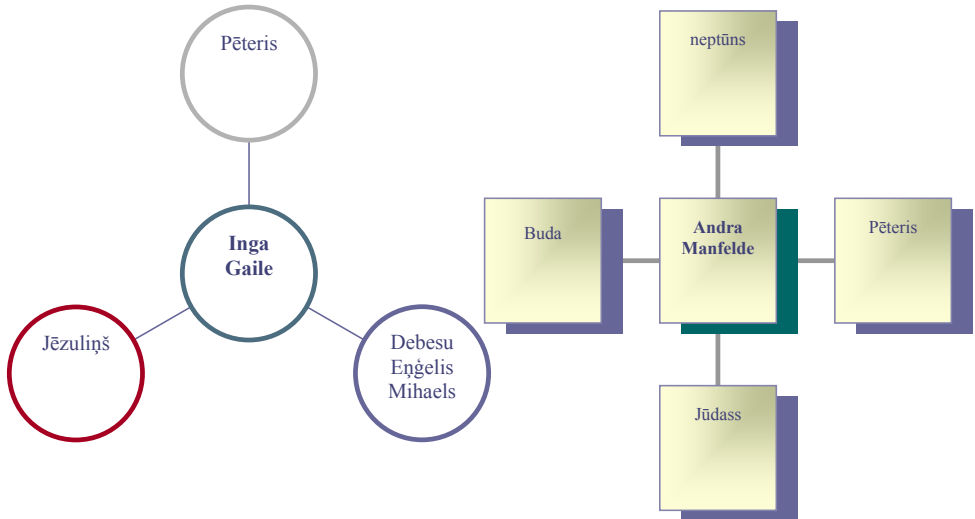 Pēteris
Inga
Gaile
Jēzuliņš
Debesu
Eņģelis
Mihaels
neptūns
Buda
Andra
Manfelde
Pēteris
Jūdass